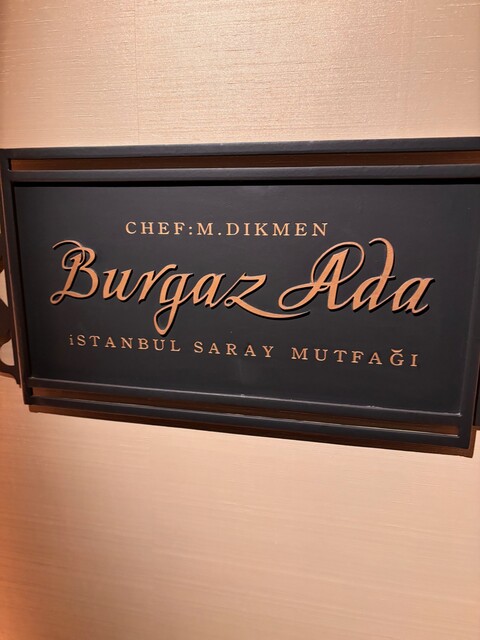 CHEF:M.DIKMEN
Burgaz Ada
iSTANBUL SARAY MUTFAĞI